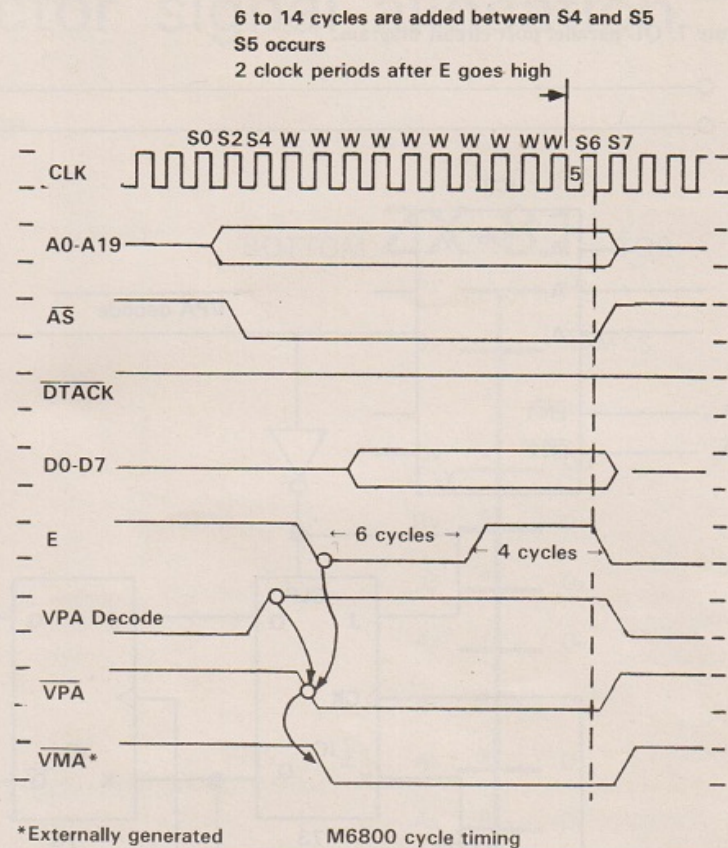 6 to 14 cycles are added between S4 and S5
S5 occurs
2 clock periods after E goes high
S0 S2 S4 W W W W W W W W W W S6 S7
CLK
5
A0-A19
AS
DTACK
D0-D7
E
← 6 cycles →
← 4 cycles →
VPA Decode
VPA
VMA*
*Externally generated
M6800 cycle timing